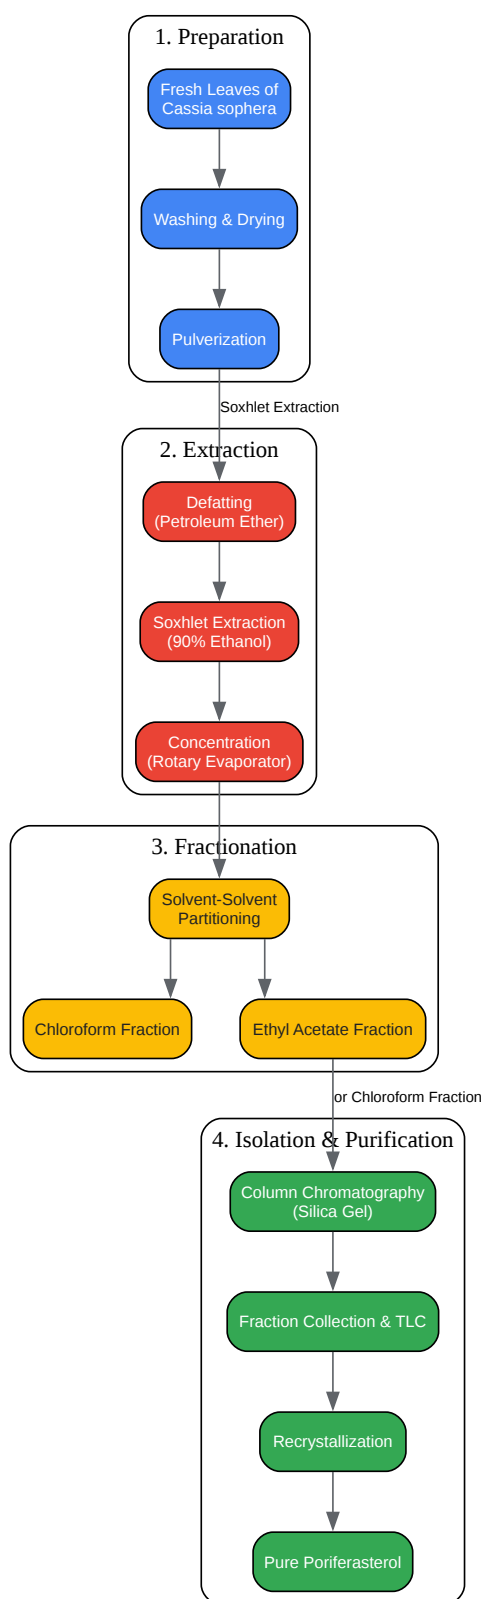 1. Preparation
Fresh Leaves of
Cassia sophera
Washing & Drying
Pulverization
Soxhlet Extraction
2. Extraction
Defatting
(Petroleum Ether)
Soxhlet Extraction
(90% Ethanol)
Concentration
(Rotary Evaporator)
3. Fractionation
Solvent-Solvent
Partitioning
Chloroform Fraction
Ethyl Acetate Fraction
or Chloroform Fraction
4. Isolation & Purification
Column Chromatography
(Silica Gel)
Fraction Collection & TLC
Recrystallization
Pure Poriferasterol